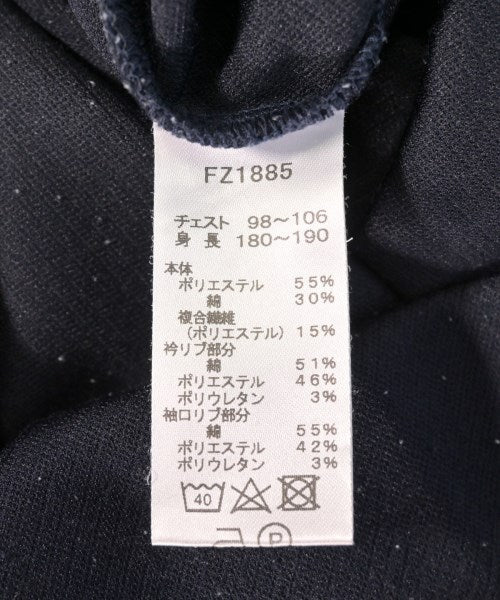 FZ1885
チェスト 98～106
身長 180～190
本体
ポリエステル 55%
綿 30%
複合繊維
(ポリエステル) 15%
衿リブ部分
綿 51%
ポリエステル 46%
ポリウレタン 3%
袖口リブ部分
綿 55%
ポリエステル 42%
ポリウレタン 3%
40
P